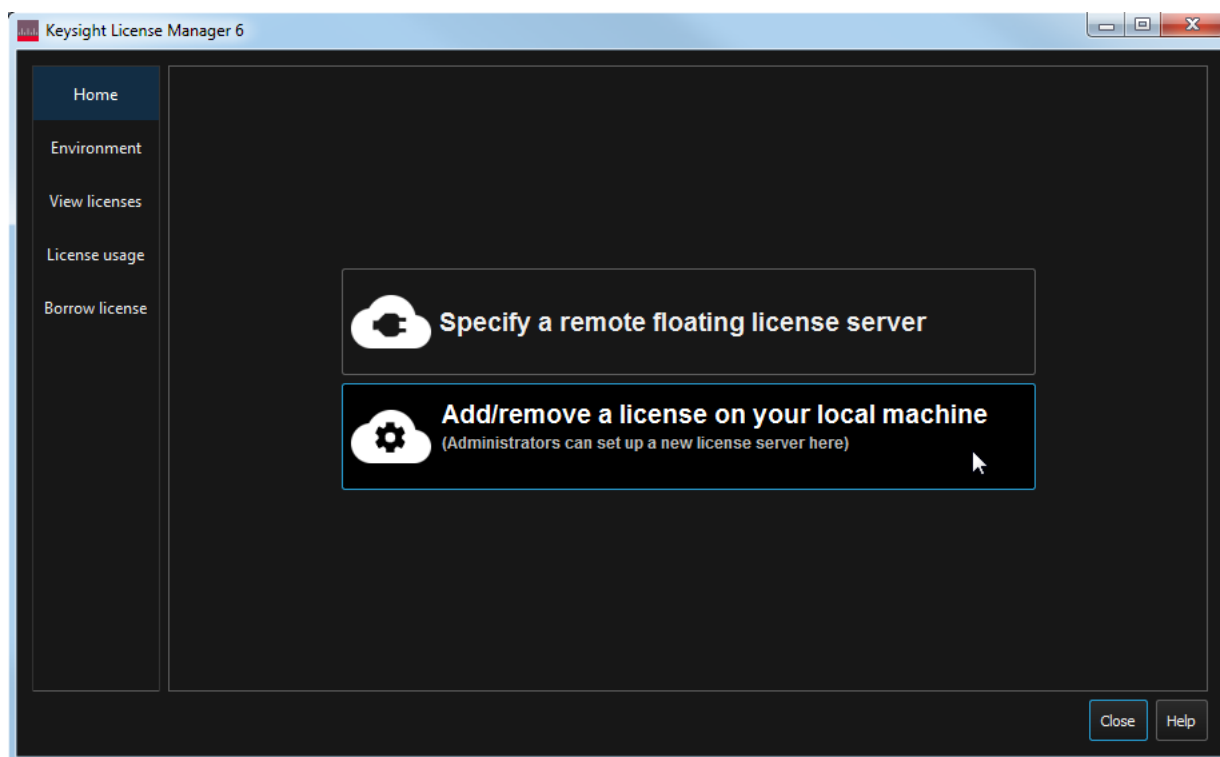 Keysight License Manager 6
Home
Environment
View licenses
License usage
Borrow license
Specify a remote floating license server
Add/remove a license on your local machine
(Administrators can set up a new license server here)
Close
Help